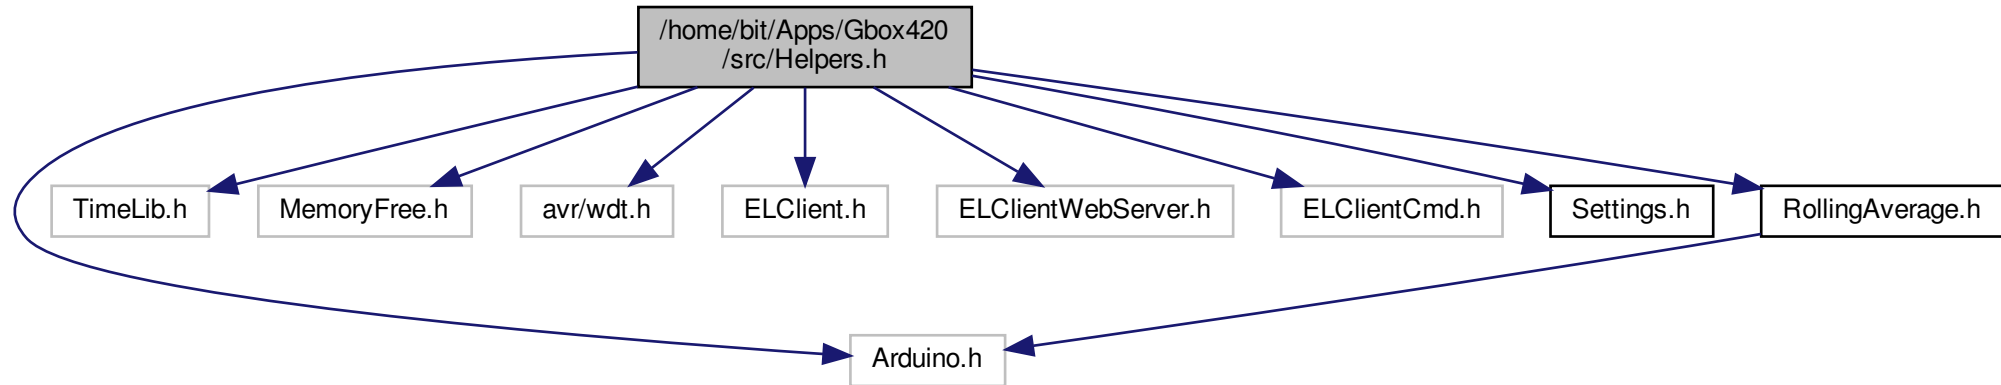 /home/bit/Apps/Gbox420
/src/Helpers.h
TimeLib.h
MemoryFree.h
avr/wdt.h
ELClient.h
ELClientWebServer.h
ELClientCmd.h
Settings.h
RollingAverage.h
Arduino.h